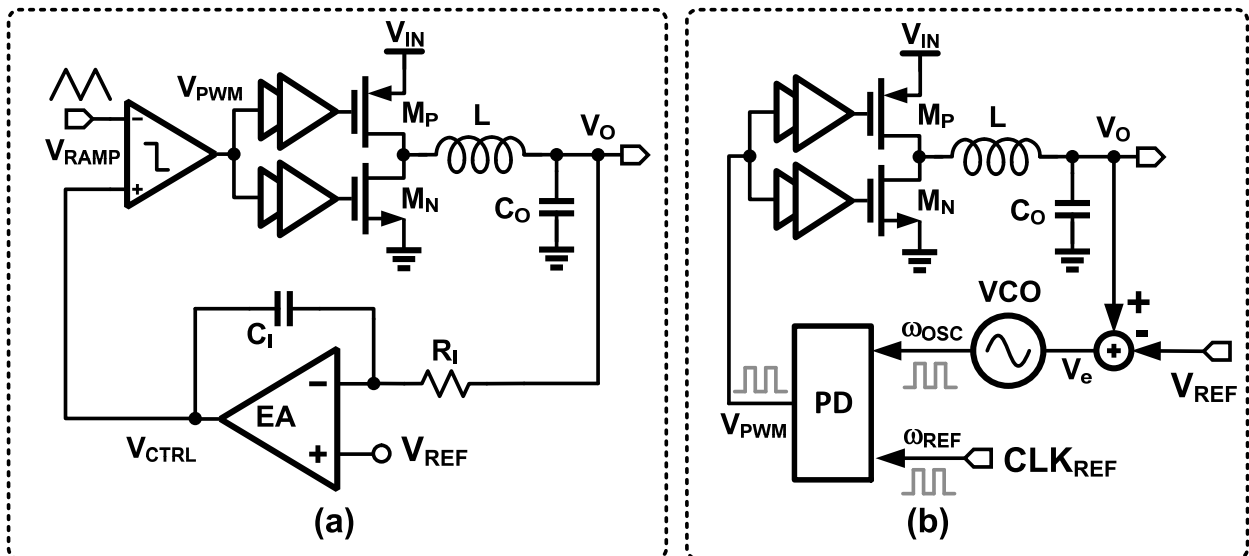 V_IN
V_PWM
M_P
L
V_O
V_RAMP
−
+
M_N
C_O
C_I
R_I
EA
−
+
V_CTRL
V_REF
(a)
V_IN
M_P
L
V_O
M_N
C_O
VCO
+
-
+
ω_OSC
V_e
V_REF
PD
V_PWM
ω_REF
CLK_REF
(b)